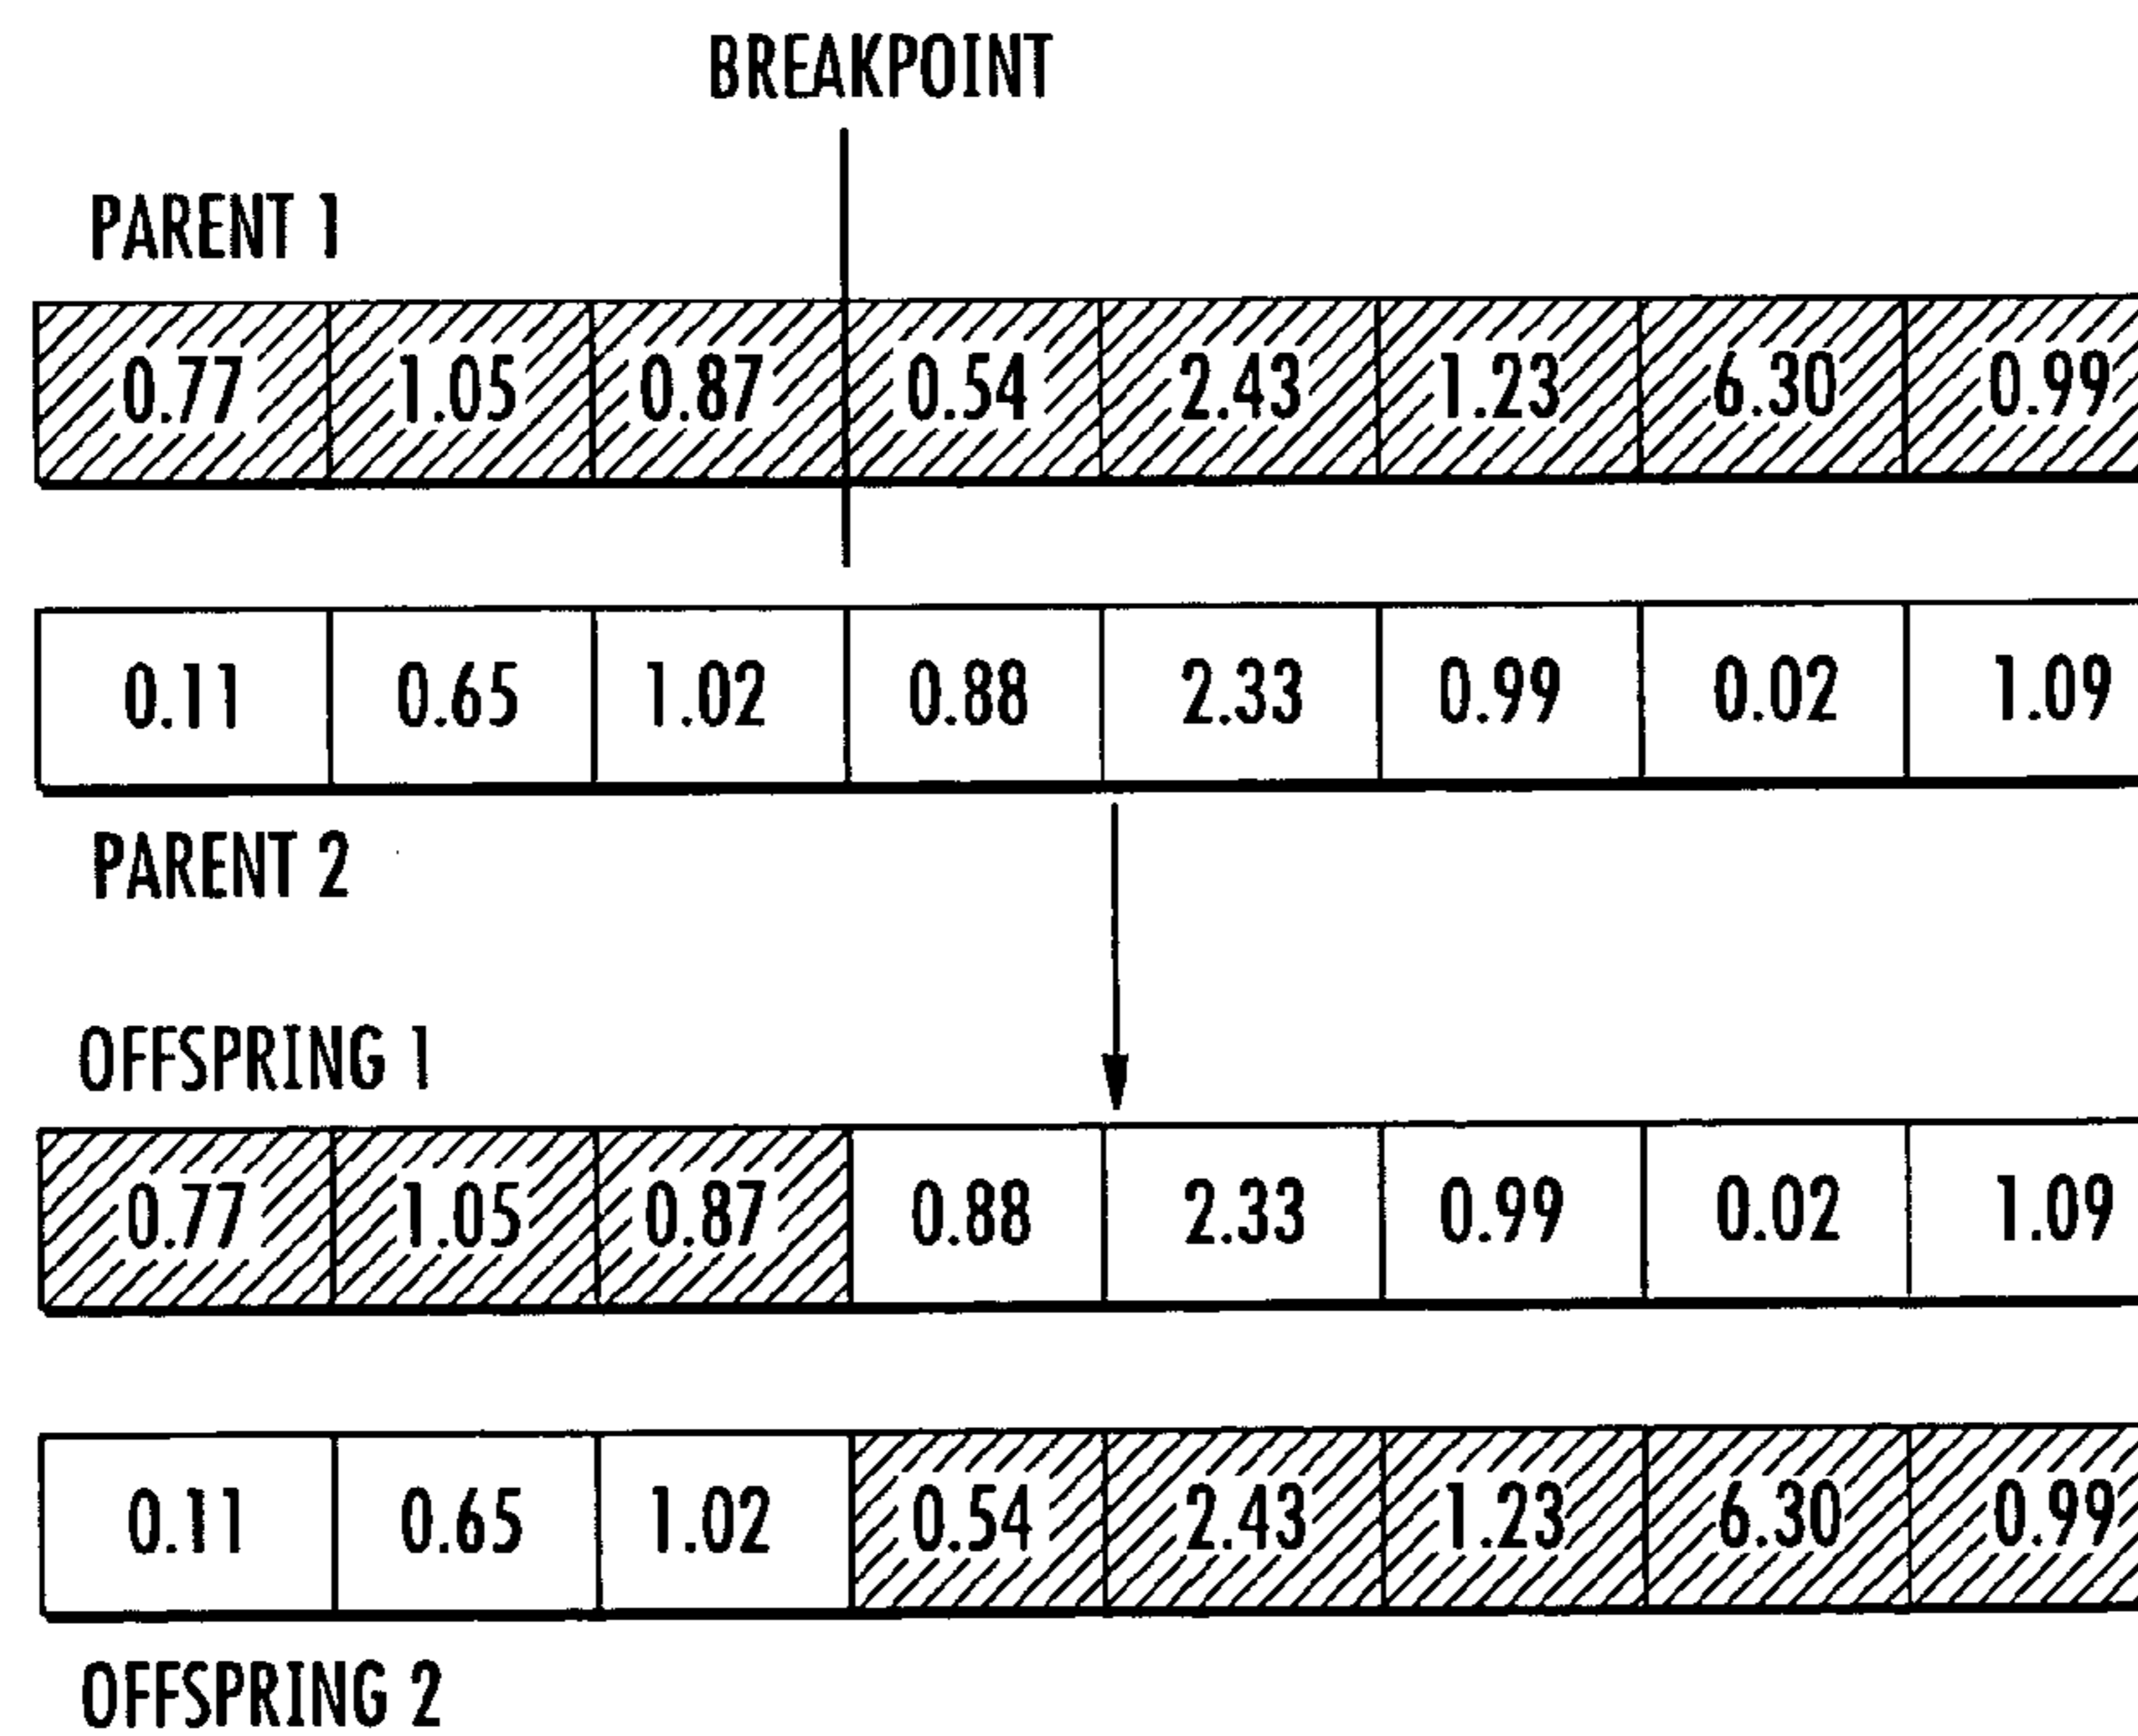 BREAKPOINT
PARENT 1
0.77 1.05 0.87 0.54 2.43 1.23 6.30 0.99
0.11 0.65 1.02 0.88 2.33 0.99 0.02 1.09
PARENT 2
OFFSPRING 1
0.77 1.05 0.87 0.88 2.33 0.99 0.02 1.09
0.11 0.65 1.02 0.54 2.43 1.23 6.30 0.99
OFFSPRING 2